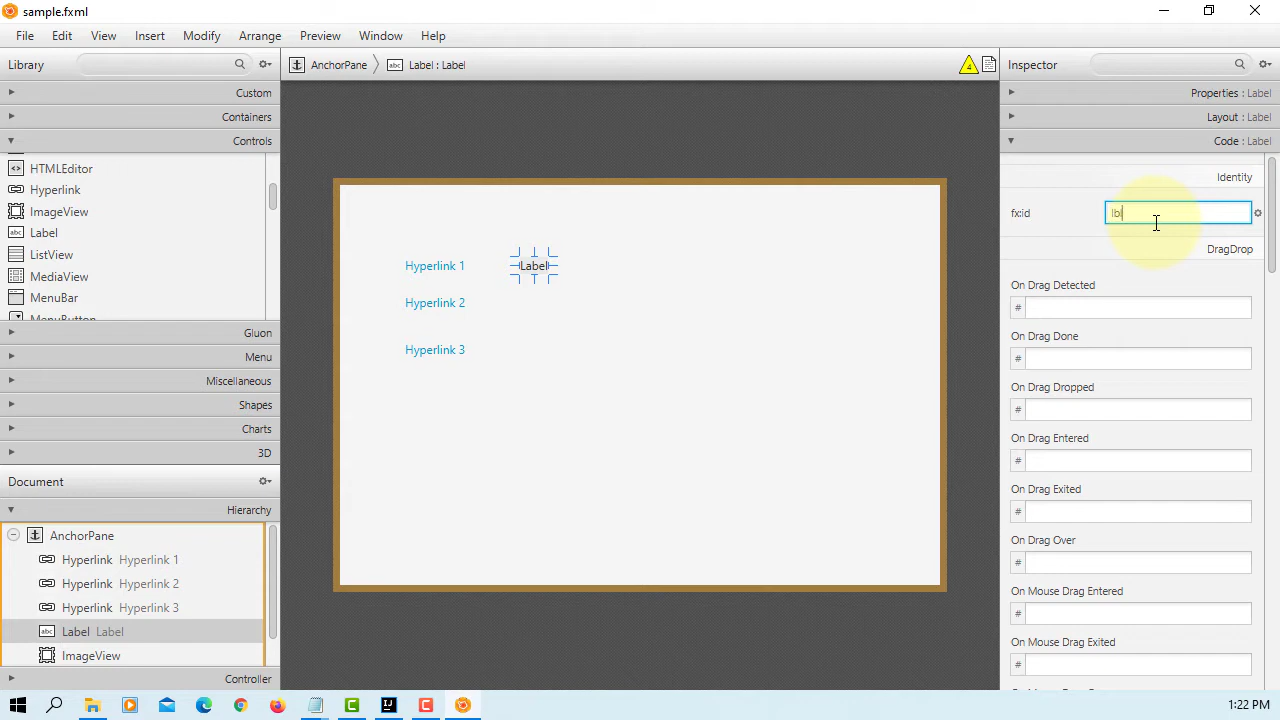 sample.fxml
File Edit View Insert Modify Arrange Preview Window Help
Library
AnchorPane
Label : Label
4
Inspector
Custom
Containers
Controls
HTMLEditor
Hyperlink
ImageView
Label
ListView
MediaView
MenuBar
MenuButton
Gluon
Menu
Miscellaneous
Shapes
Charts
3D
Document
Hierarchy
AnchorPane
Hyperlink Hyperlink 1
Hyperlink Hyperlink 2
Hyperlink Hyperlink 3
abc Label Label
ImageView
Controller
Hyperlink 1
Label
Hyperlink 2
Hyperlink 3
Properties : Label
Layout : Label
Code : Label
Identity
fx:id
lbl
DragDrop
On Drag Detected
#
On Drag Done
#
On Drag Dropped
#
On Drag Entered
#
On Drag Exited
#
On Drag Over
#
On Mouse Drag Entered
#
On Mouse Drag Exited
#
1:22 PM